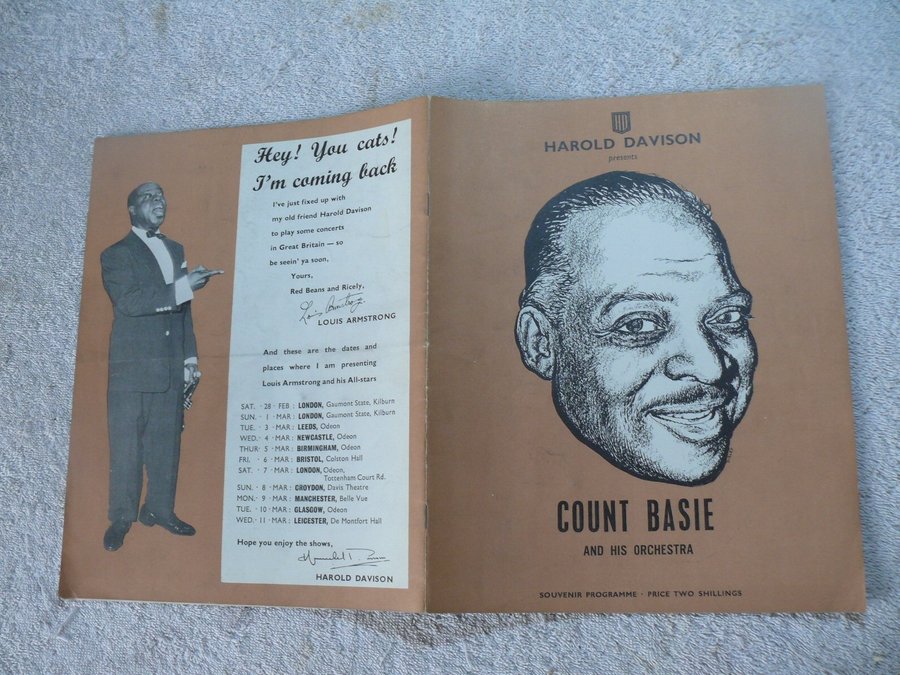 Hey! You cats!
I'm coming back
I've just fixed up with
my old friend Harold Davison
to play some concerts
in Great Britain — so
be seein' ya soon,
Yours,
Red Beans and Ricely,
Louis Armstrong
LOUIS ARMSTRONG
And these are the dates and
places where I am presenting
Louis Armstrong and his All-stars
SAT. · 28 · FEB : LONDON, Gaumont State, Kilburn
SUN. · 1 · MAR : LONDON, Gaumont State, Kilburn
TUE. · 3 · MAR : LEEDS, Odeon
WED. · 4 · MAR : NEWCASTLE, Odeon
THUR · 5 · MAR : BIRMINGHAM, Odeon
FRI. · 6 · MAR : BRISTOL, Colston Hall
SAT. · 7 · MAR : LONDON, Odeon,
Tottenham Court Rd.
SUN. · 8 · MAR : CROYDON, Davis Theatre
MON. · 9 · MAR : MANCHESTER, Belle Vue
TUE. · 10 · MAR : GLASGOW, Odeon
WED. · 11 · MAR : LEICESTER, De Montfort Hall
Hope you enjoy the shows,
HAROLD DAVISON
HD
HAROLD DAVISON
presents
COUNT BASIE
AND HIS ORCHESTRA
SOUVENIR PROGRAMME · PRICE TWO SHILLINGS